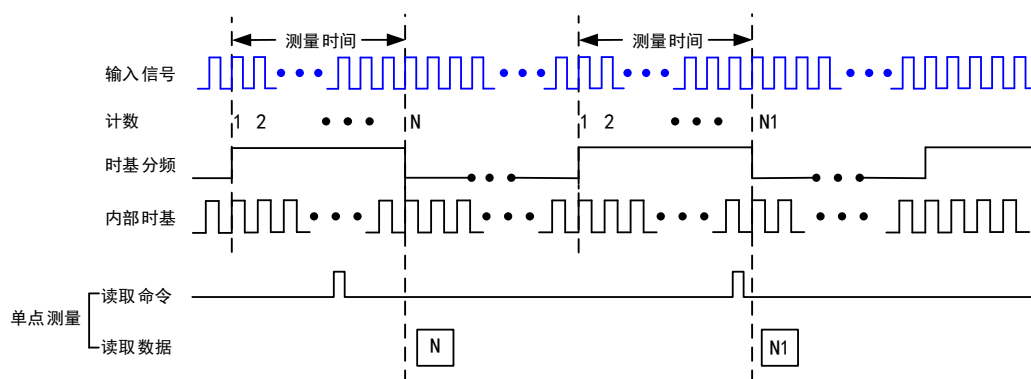 测量时间 测量时间
输入信号
计数 1 2 N 1 2 N1
时基分频
内部时基
读取命令
单点测量
读取数据 N N1